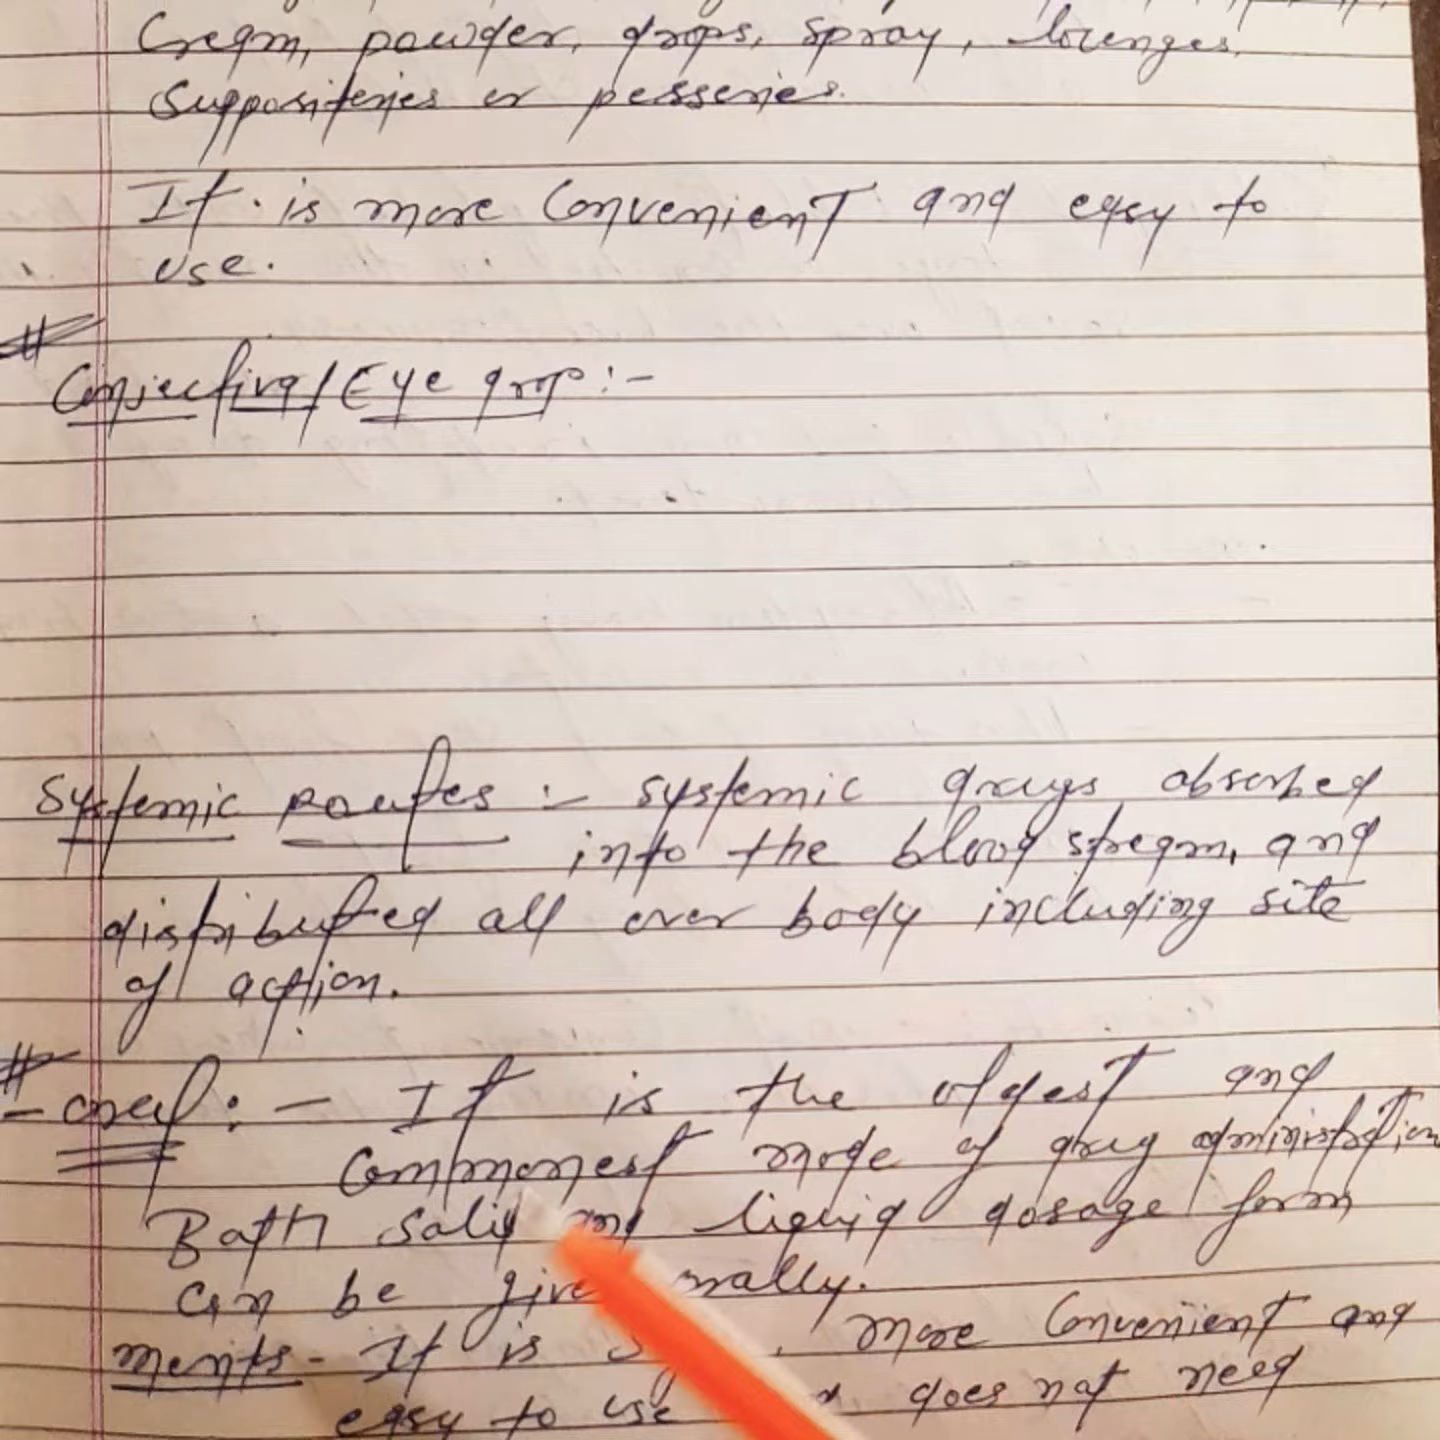 Cream, powder, drops, spray, lozenges,
Suppositories or pessaries.
It is more convenient and easy to
use.
Conjectiva/Eye drop:-
Systemic routes :- systemic drugs absorbed
into the blood stream, and
distributed all over body including site
of action.
- oral : - It is the oldest and
Commonest mode of drug administration
Both solid and liquid dosage form
can be give orally.
merits - It is more convenient and
easy to use does not need